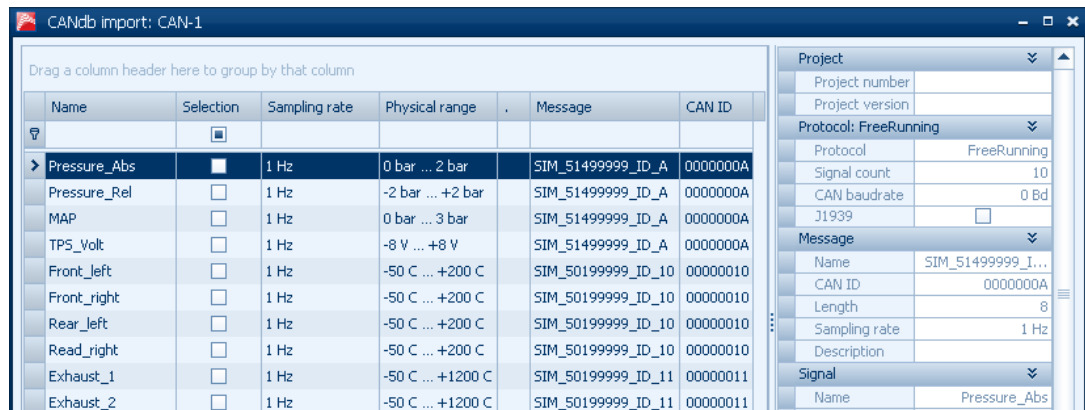 CANdb import: CAN-1
Drag a column header here to group by that column
Name Selection Sampling rate Physical range . Message CAN ID
Pressure_Abs 1 Hz 0 bar ... 2 bar SIM_51499999_ID_A 0000000A
Pressure_Rel 1 Hz -2 bar ... +2 bar SIM_51499999_ID_A 0000000A
MAP 1 Hz 0 bar ... 3 bar SIM_51499999_ID_A 0000000A
TPS_Volt 1 Hz -8 V ... +8 V SIM_51499999_ID_A 0000000A
Front_left 1 Hz -50 C ... +200 C SIM_50199999_ID_10 00000010
Front_right 1 Hz -50 C ... +200 C SIM_50199999_ID_10 00000010
Rear_left 1 Hz -50 C ... +200 C SIM_50199999_ID_10 00000010
Read_right 1 Hz -50 C ... +200 C SIM_50199999_ID_10 00000010
Exhaust_1 1 Hz -50 C ... +1200 C SIM_50199999_ID_11 00000011
Exhaust_2 1 Hz -50 C ... +1200 C SIM_50199999_ID_11 00000011
Project
Project number
Project version
Protocol: FreeRunning
Protocol FreeRunning
Signal count 10
CAN baudrate 0 Bd
J1939
Message
Name SIM_51499999_I...
CAN ID 0000000A
Length 8
Sampling rate 1 Hz
Description
Signal
Name Pressure_Abs